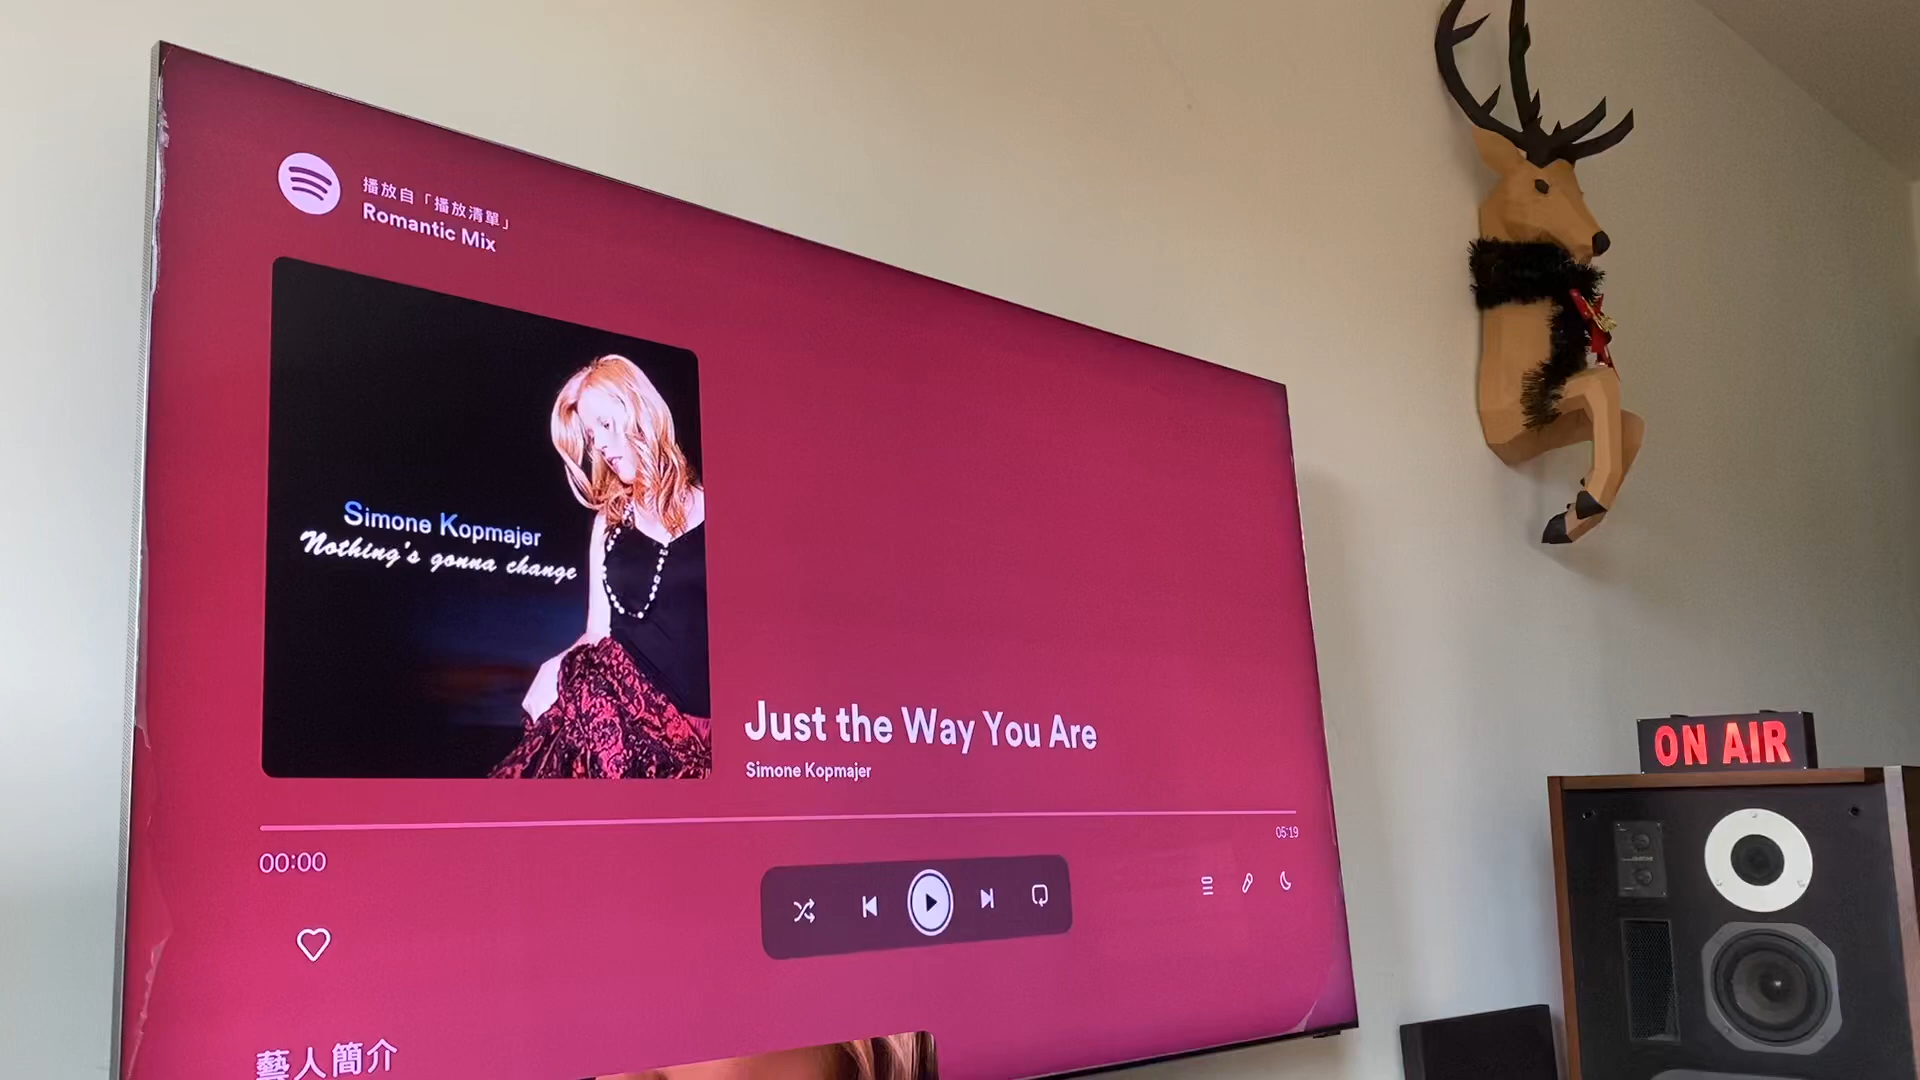 播放自「播放清單」
Romantic Mix
Simone Kopmajer
Nothing's gonna change
Just the Way You Are
Simone Kopmajer
05:19
00:00
ON AIR
藝人簡介